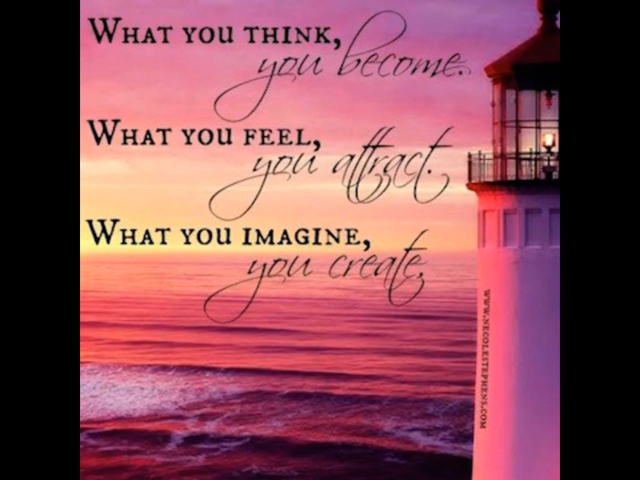 WHAT YOU THINK,
you become.
WHAT YOU FEEL,
you attract.
WHAT YOU IMAGINE,
you create.
WWW.NECOLESTEPHENS.COM